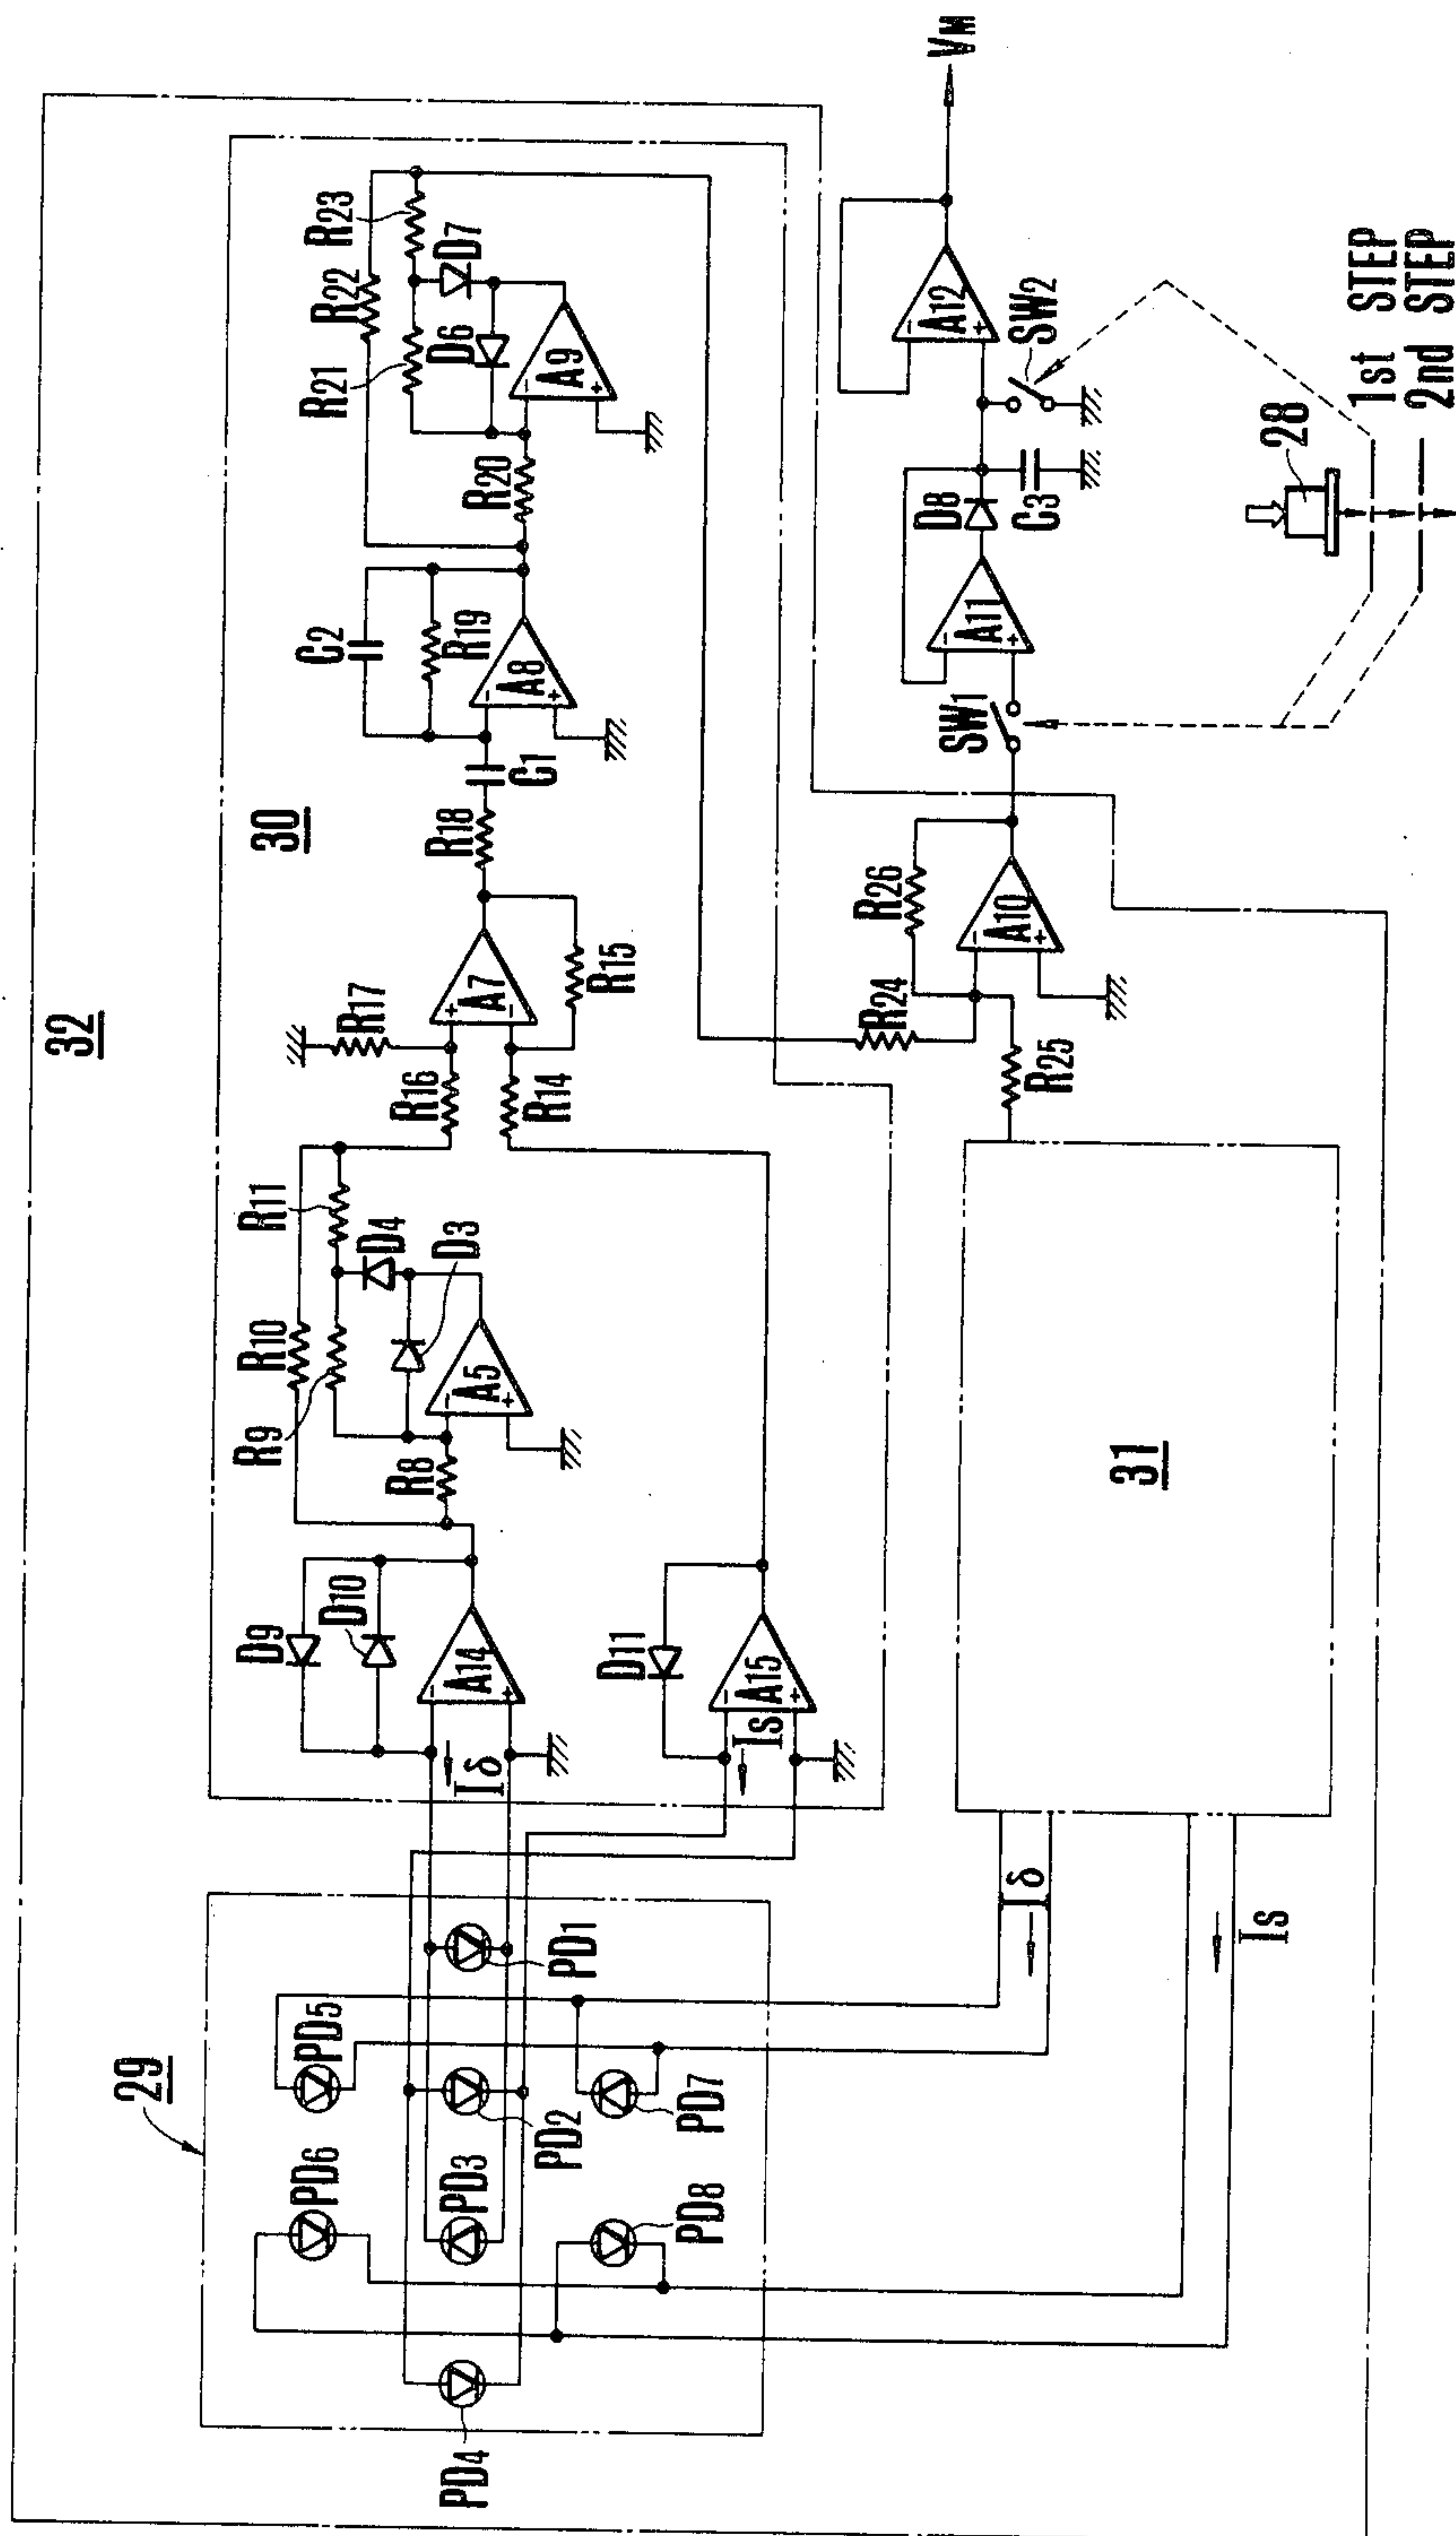 32
30
29
31
28
PD4
PD6
PD5
PD3
PD2
PD1
PD8
PD7
Iδ
Is
Iδ
Is
D9
D10
A14
D11
A15
R8
R9
R10
R11
D4
D3
A5
R16
R17
R14
A7
R15
R18
C1
C2
R19
A8
R20
R21
R22
R23
D6
D7
A9
R24
R25
R26
A10
SW1
A11
D8
C3
A12
SW2
VM
1st STEP
2nd STEP